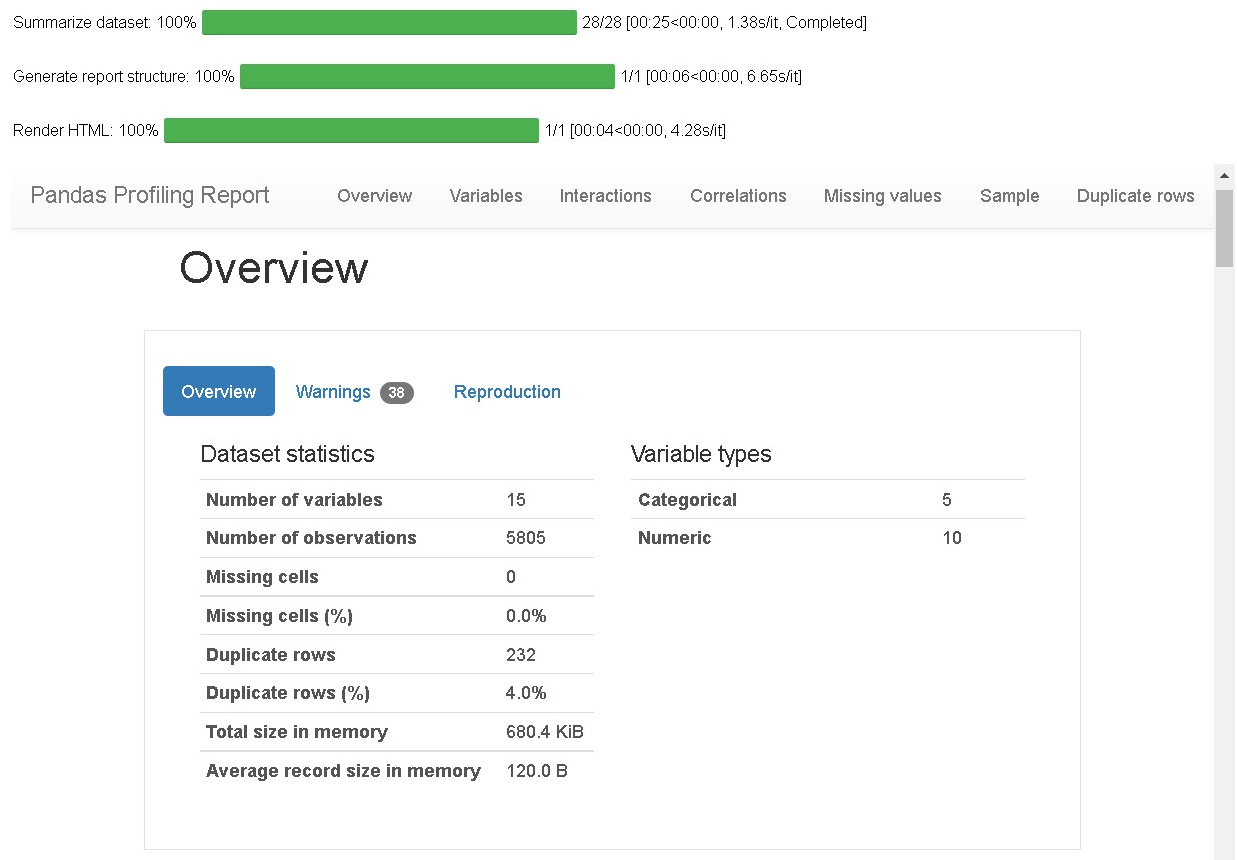 Summarize dataset: 100% 28/28 [00:25<00:00, 1.38s/it, Completed]
Generate report structure: 100% 1/1 [00:06<00:00, 6.65s/it]
Render HTML: 100% 1/1 [00:04<00:00, 4.28s/it]
Pandas Profiling Report Overview Variables Interactions Correlations Missing values Sample Duplicate rows
Overview
Overview Warnings 38 Reproduction
Dataset statistics
Number of variables 15
Number of observations 5805
Missing cells 0
Missing cells (%) 0.0%
Duplicate rows 232
Duplicate rows (%) 4.0%
Total size in memory 680.4 KiB
Average record size in memory 120.0 B
Variable types
Categorical 5
Numeric 10